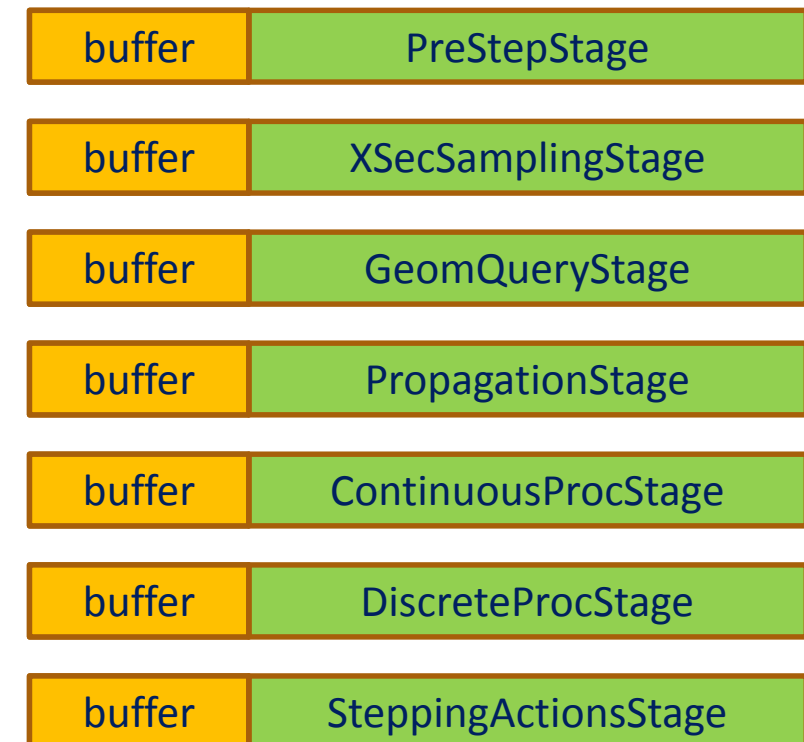 buffer PreStepStage
buffer XSecSamplingStage
buffer GeomQueryStage
buffer PropagationStage
buffer ContinuousProcStage
buffer DiscreteProcStage
buffer SteppingActionsStage